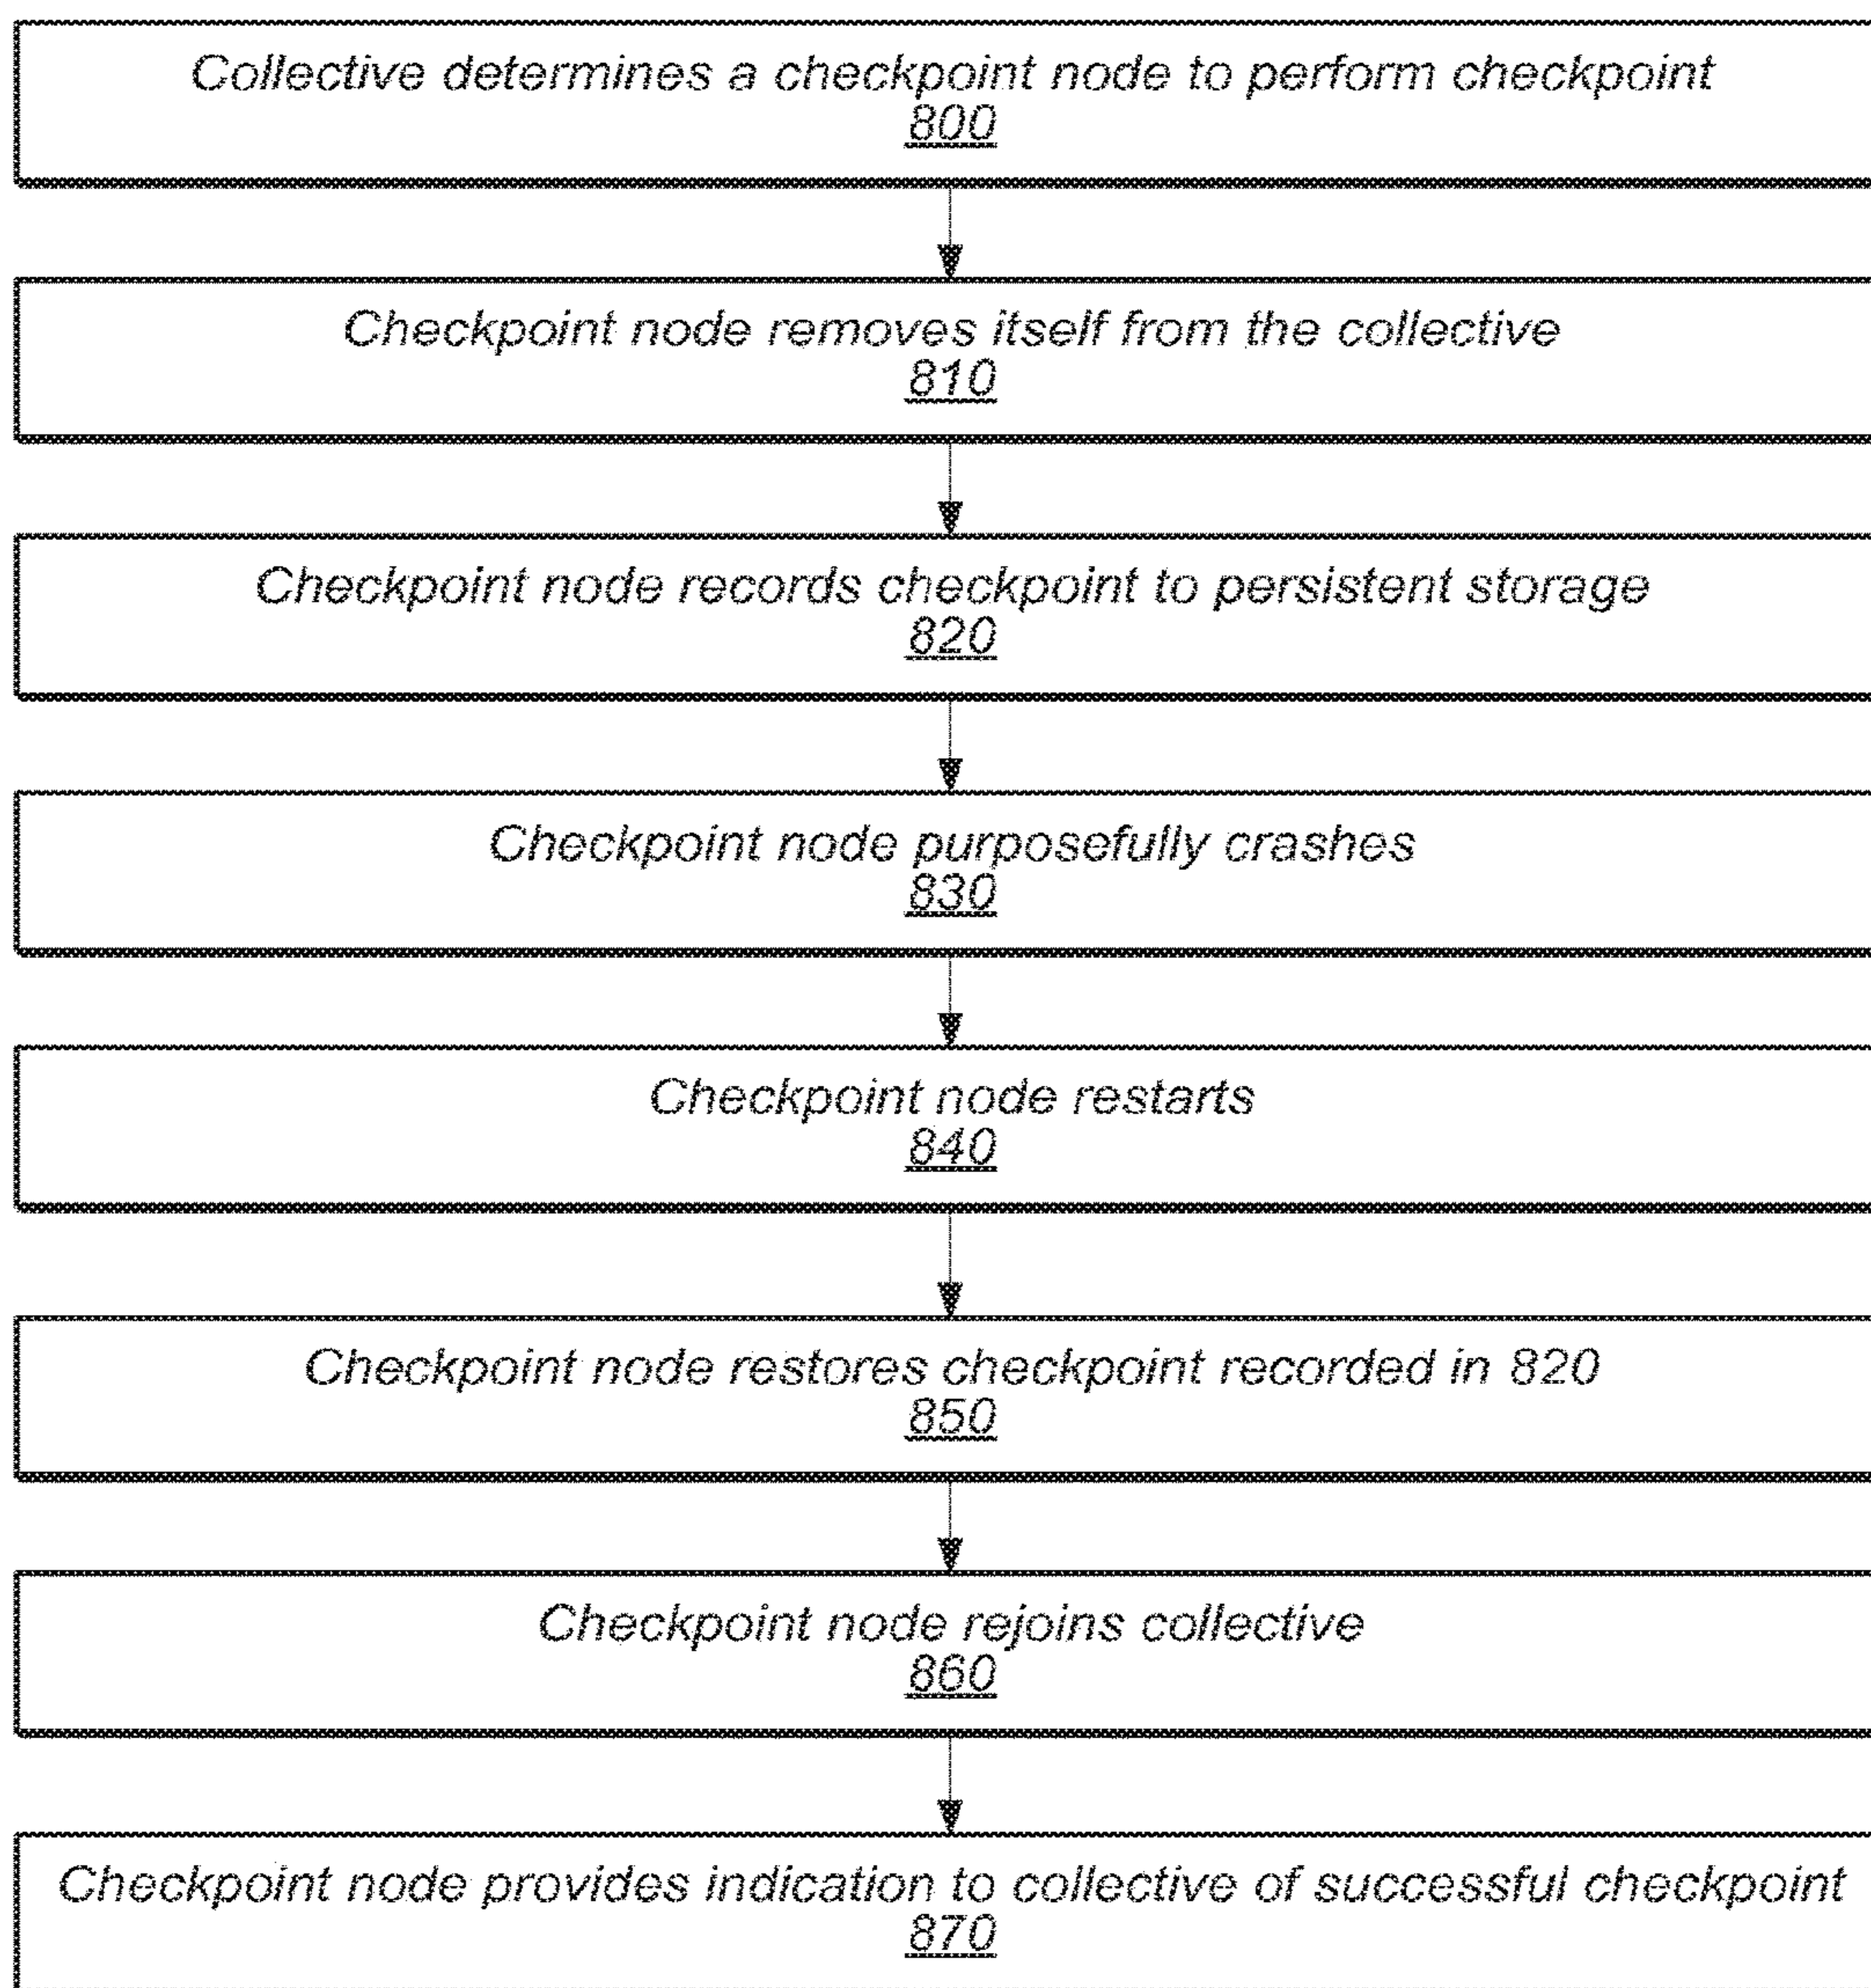 Collective determines a checkpoint node to perform checkpoint
800
Checkpoint node removes itself from the collective
810
Checkpoint node records checkpoint to persistent storage
820
Checkpoint node purposefully crashes
830
Checkpoint node restarts
840
Checkpoint node restores checkpoint recorded in 820
850
Checkpoint node rejoins collective
860
Checkpoint node provides indication to collective of successful checkpoint
870